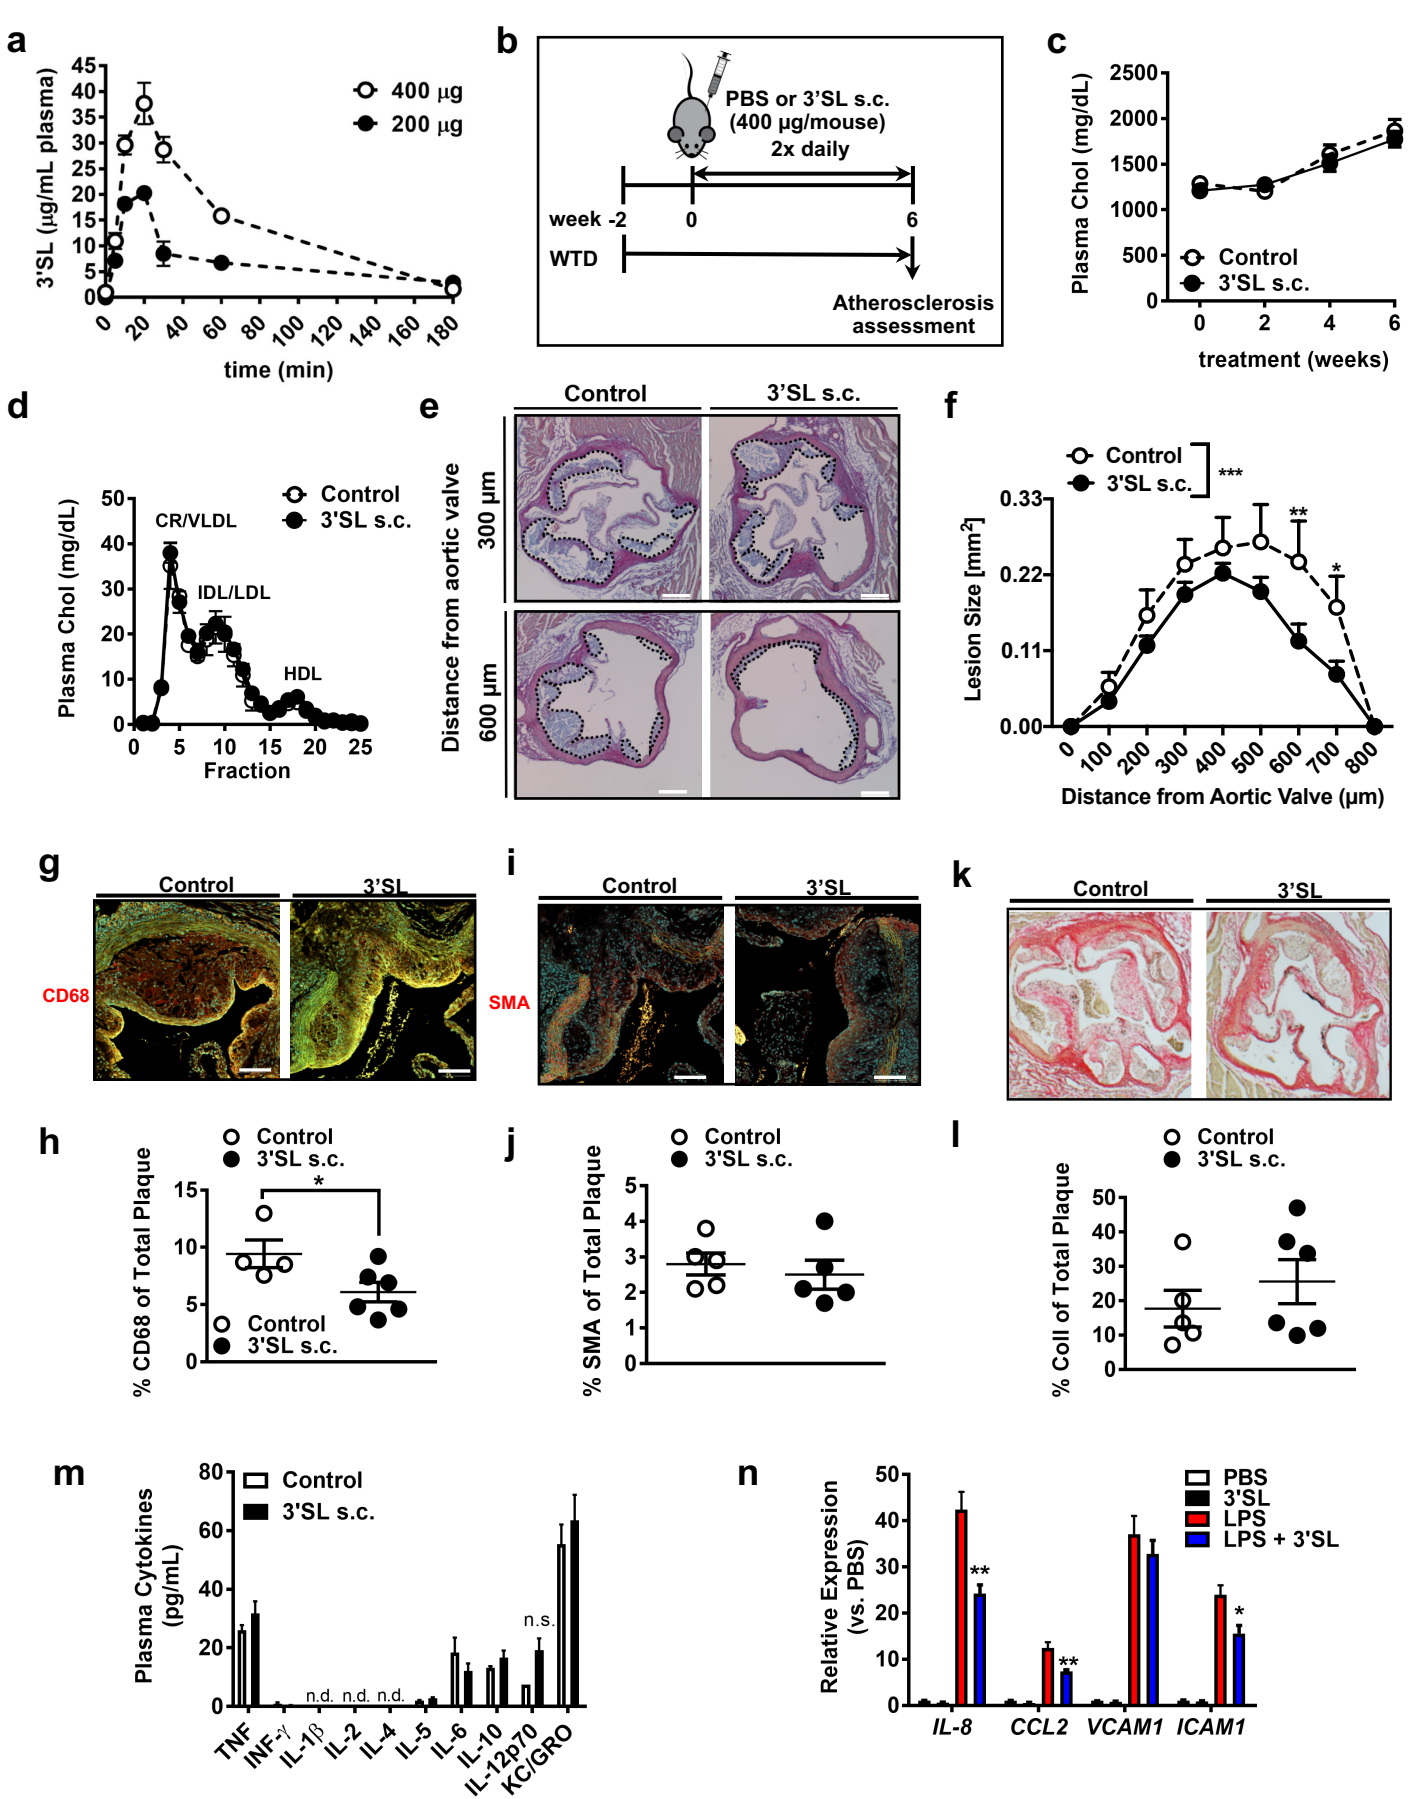 a
3'SL (µg/mL plasma)
45
40
35
30
25
20
15
10
5
0
400 µg
200 µg
0 20 40 60 80 100 120 140 160 180
time (min)
b
PBS or 3'SL s.c.
(400 µg/mouse)
2x daily
week -2 0 6
WTD
Atherosclerosis
assessment
c
Plasma Chol (mg/dL)
2500
2000
1500
1000
500
0
Control
3'SL s.c.
0 2 4 6
treatment (weeks)
d
Plasma Chol (mg/dL)
50
40
30
20
10
0
Control
3'SL s.c.
CR/VLDL
IDL/LDL
HDL
0 5 10 15 20 25
Fraction
e
Control 3'SL s.c.
Distance from aortic valve
300 µm
600 µm
f
Control
3'SL s.c.
***
Lesion Size [mm²]
0.33
0.22
0.11
0.00
**
*
0 100 200 300 400 500 600 700 800
Distance from Aortic Valve (µm)
g
Control 3'SL
CD68
i
Control 3'SL
SMA
k
Control 3'SL
h
Control
3'SL s.c.
% CD68 of Total Plaque
15
10
5
0
*
Control
3'SL s.c.
j
Control
3'SL s.c.
% SMA of Total Plaque
5
4
3
2
1
0
l
Control
3'SL s.c.
% Coll of Total Plaque
50
40
30
20
10
0
m
Plasma Cytokines
(pg/mL)
80
60
40
20
0
Control
3'SL s.c.
n.d. n.d. n.d.
n.s.
TNF INF-γ IL-1β IL-2 IL-4 IL-5 IL-6 IL-10 IL-12p70 KC/GRO
n
Relative Expression
(vs. PBS)
50
40
30
20
10
0
PBS
3'SL
LPS
LPS + 3'SL
**
**
*
IL-8 CCL2 VCAM1 ICAM1